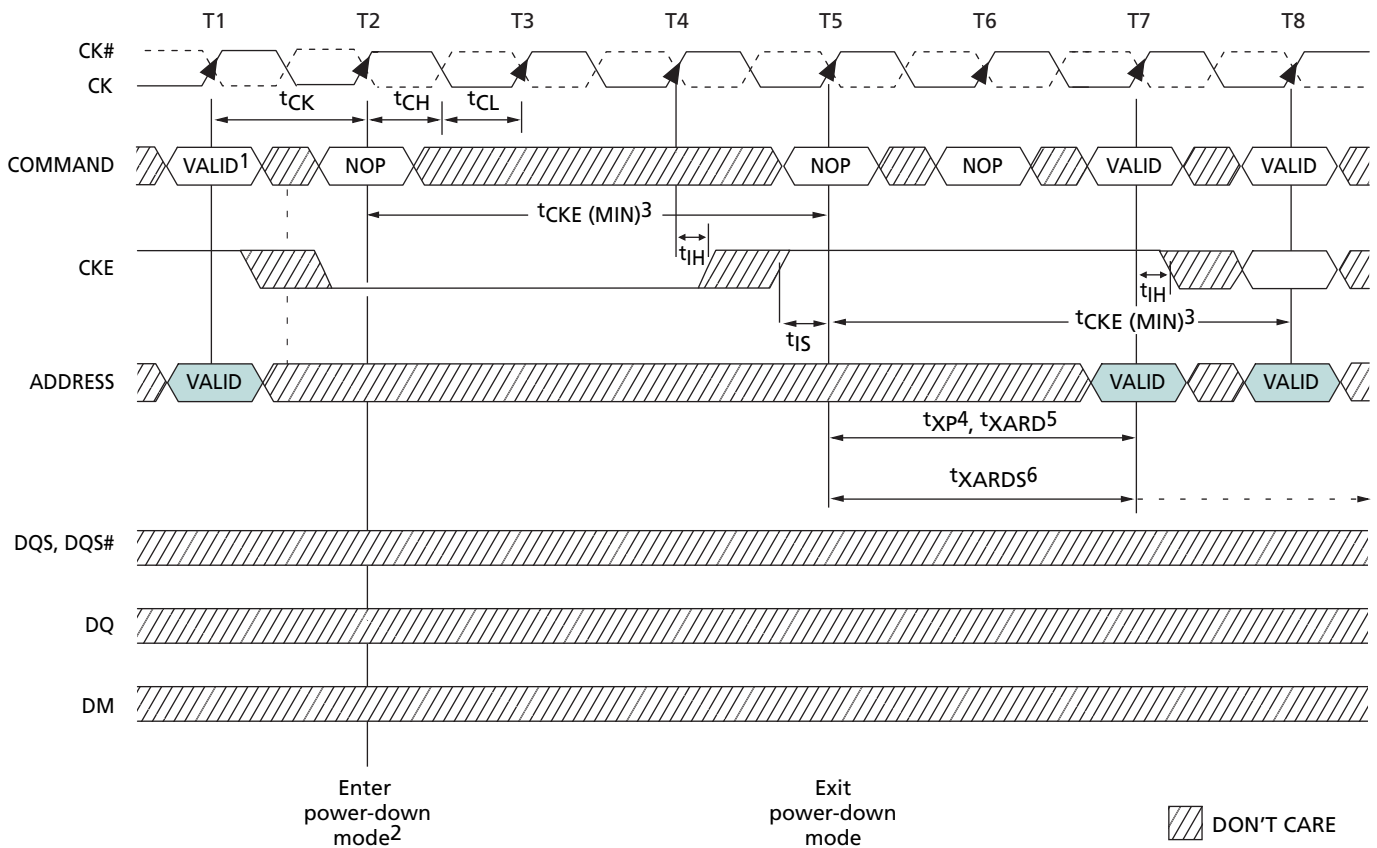 T1 T2 T3 T4 T5 T6 T7 T8
CK#
CK
tCK tCH tCL
COMMAND VALID1 NOP NOP NOP VALID VALID
tCKE (MIN)3
CKE tIH tIH
tCKE (MIN)3
tIS
ADDRESS VALID VALID VALID
tXP4, tXARD5
tXARDS6
DQS, DQS#
DQ
DM
Enter
power-down
mode2
Exit
power-down
mode
DON'T CARE